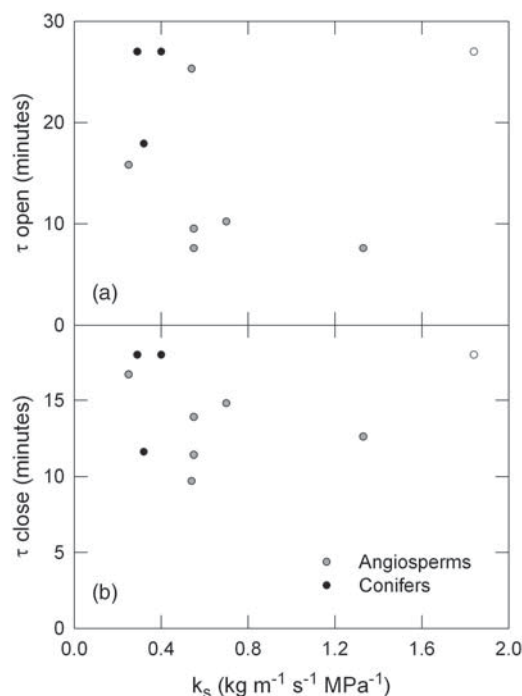 30
20
10
0
τ open (minutes)
(a)
15
10
5
0
τ close (minutes)
(b)
Angiosperms
Conifers
0.0 0.4 0.8 1.2 1.6 2.0
kₛ (kg m⁻¹ s⁻¹ MPa⁻¹)